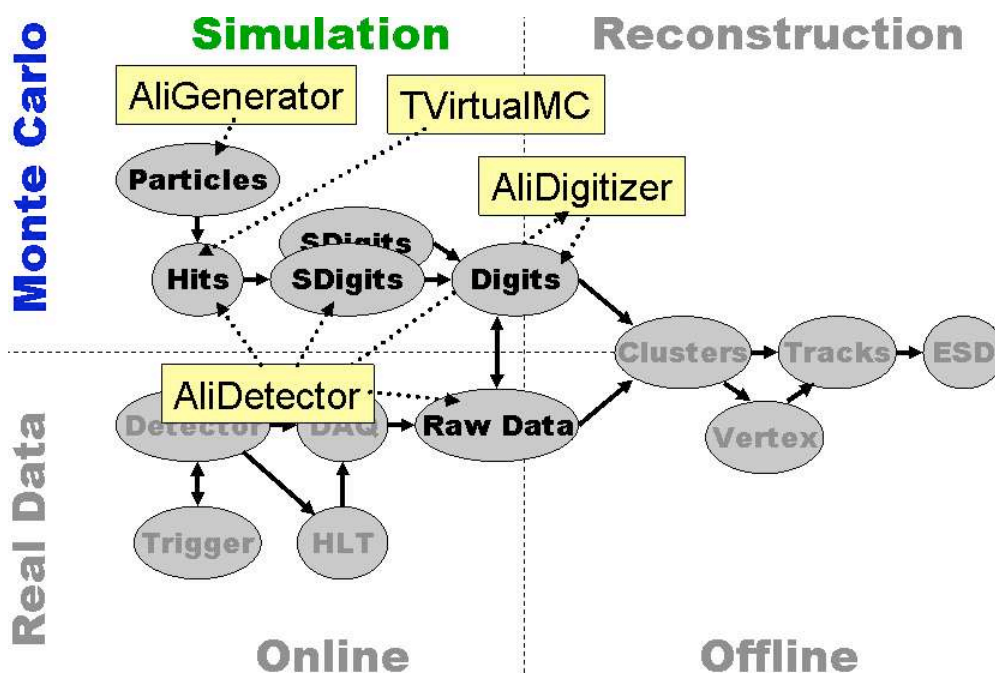 Simulation
Reconstruction
Monte Carlo
AliGenerator
TVirtualMC
Particles
AliDigitizer
SDigits
Hits
SDigits
Digits
Clusters
Tracks
ESD
AliDetector
Detector
DAQ
Raw Data
Vertex
Real Data
Trigger
HLT
Online
Offline